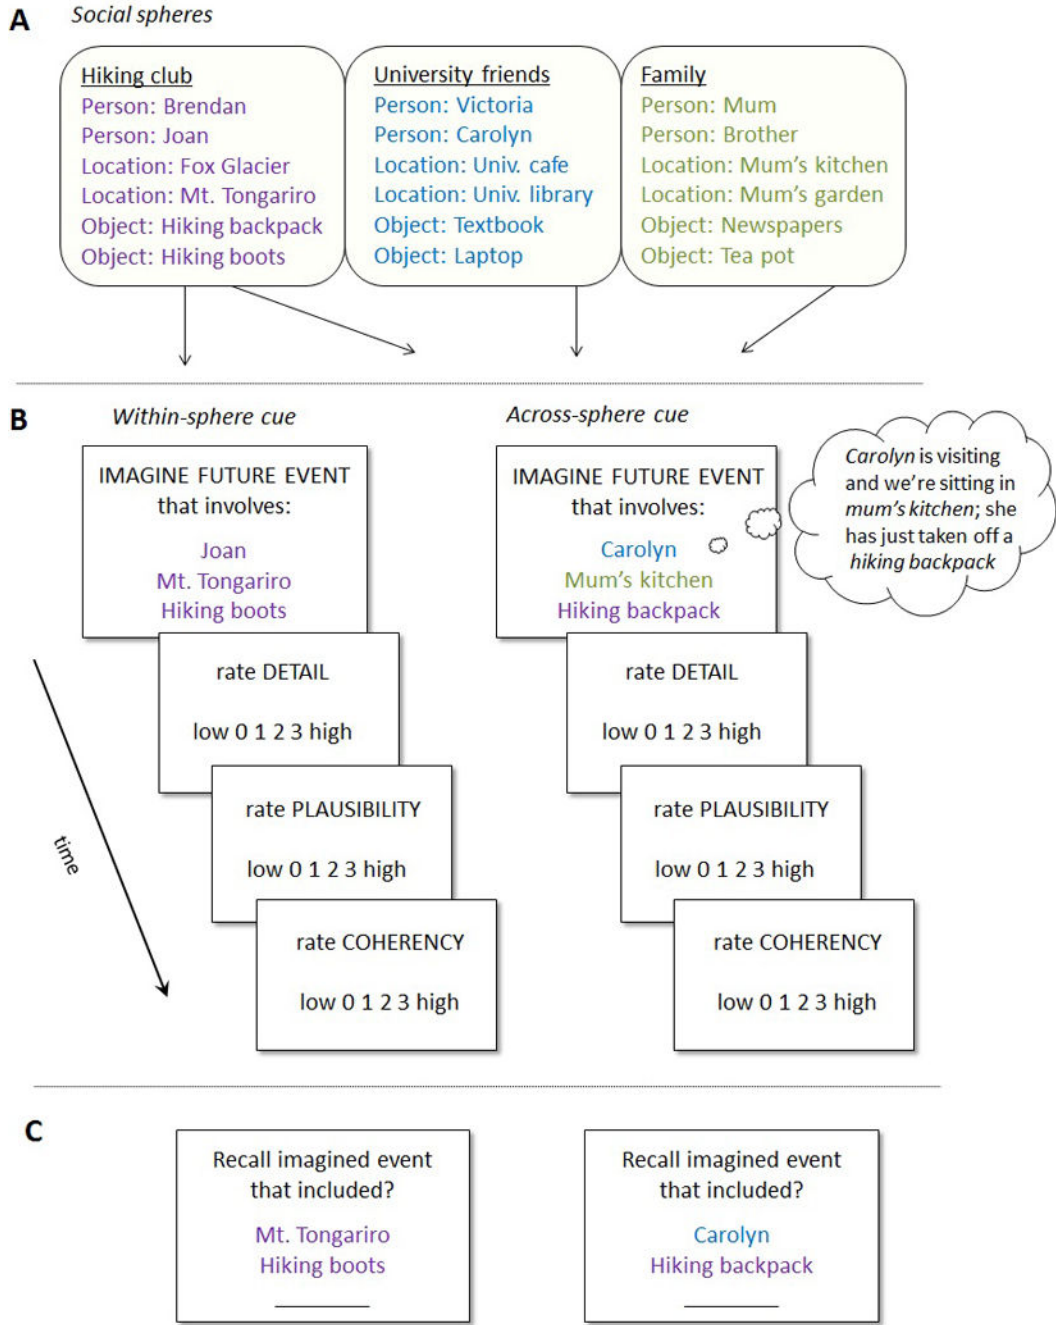 A
Social spheres
Hiking club
Person: Brendan
Person: Joan
Location: Fox Glacier
Location: Mt. Tongariro
Object: Hiking backpack
Object: Hiking boots
University friends
Person: Victoria
Person: Carolyn
Location: Univ. cafe
Location: Univ. library
Object: Textbook
Object: Laptop
Family
Person: Mum
Person: Brother
Location: Mum's kitchen
Location: Mum's garden
Object: Newspapers
Object: Tea pot
B
Within-sphere cue
IMAGINE FUTURE EVENT
that involves:
Joan
Mt. Tongariro
Hiking boots
rate DETAIL
low 0 1 2 3 high
rate PLAUSIBILITY
low 0 1 2 3 high
rate COHERENCY
low 0 1 2 3 high
time
Across-sphere cue
IMAGINE FUTURE EVENT
that involves:
Carolyn
Mum's kitchen
Hiking backpack
Carolyn is visiting
and we're sitting in
mum's kitchen; she
has just taken off a
hiking backpack
rate DETAIL
low 0 1 2 3 high
rate PLAUSIBILITY
low 0 1 2 3 high
rate COHERENCY
low 0 1 2 3 high
C
Recall imagined event
that included?
Mt. Tongariro
Hiking boots
Recall imagined event
that included?
Carolyn
Hiking backpack